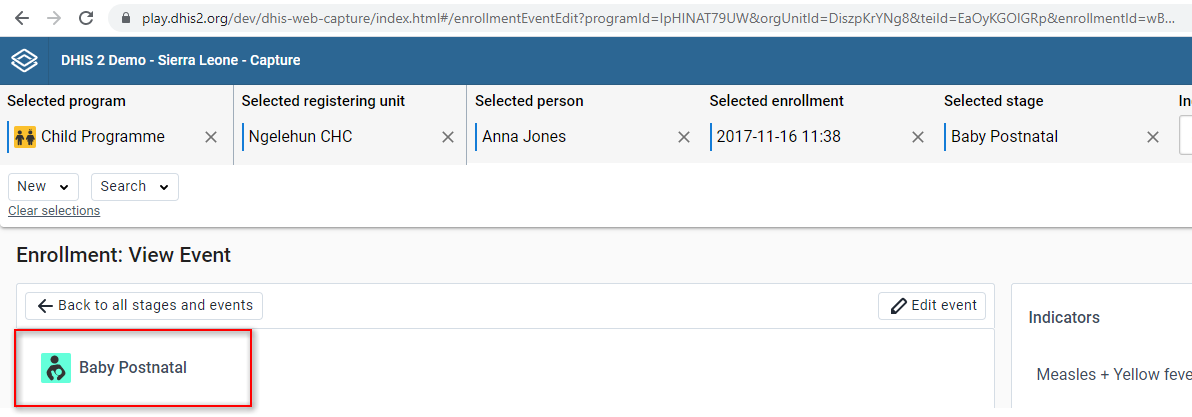 play.dhis2.org/dev/dhis-web-capture/index.html#/enrollmentEventEdit?programId=IpHINAT79UW&orgUnitId=DiszpKrYNg8&teiId=EaOyKGOIGRp&enrollmentId=wB...
DHIS 2 Demo - Sierra Leone - Capture
Selected program Selected registering unit Selected person Selected enrollment Selected stage In
Child Programme Ngelehun CHC Anna Jones 2017-11-16 11:38 Baby Postnatal
New Search
Clear selections
Enrollment: View Event
Back to all stages and events Edit event
Indicators
Baby Postnatal
Measles + Yellow feve